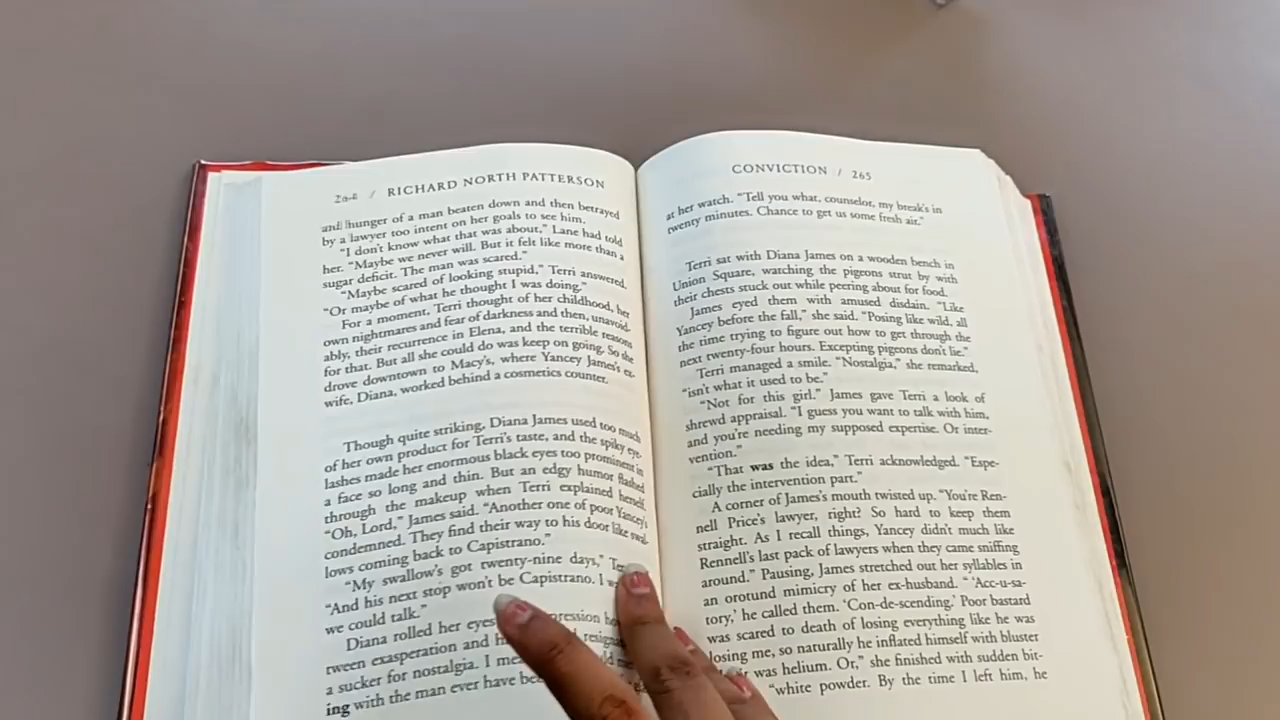 / RICHARD NORTH PATTERSON
and hunger of a man beaten down and then betrayed
by a lawyer too intent on her goals to see him.
"I don't know what that was about," Lane had told
her. "Maybe we never will. But it felt like more than a
sugar deficit. The man was scared."
"Maybe scared of looking stupid," Terri answered.
"Or maybe of what he thought I was doing."
For a moment, Terri thought of her childhood, her
own nightmares and fear of darkness and then, unavoid-
ably, their recurrence in Elena, and the terrible reasons
for that. But all she could do was keep on going. So she
drove downtown to Macy's, where Yancey James's ex-
wife, Diana, worked behind a cosmetics counter.
Though quite striking, Diana James used too much
of her own product for Terri's taste, and the spiky eye-
lashes made her enormous black eyes too prominent in
a face so long and thin. But an edgy humor flashed
through the makeup when Terri explained herself.
"Oh, Lord," James said. "Another one of poor Yancey's
condemned. They find their way to his door like swal-
lows coming back to Capistrano."
"My swallow's got twenty-nine days,"
"And his next stop won't be Capistrano. I
we could talk."
Diana rolled her eyes
tween exasperation and
a sucker for nostalgia. I
ing with the man ever have
CONVICTION / 265
at her watch. "Tell you what, counselor, my break's in
twenty minutes. Chance to get us some fresh air."
Terri sat with Diana James on a wooden bench in
Union Square, watching the pigeons strut by with
their chests stuck out while peering about for food.
James eyed them with amused disdain. "Like
Yancey before the fall," she said. "Posing like wild, all
the time trying to figure out how to get through the
next twenty-four hours. Excepting pigeons don't lie."
Terri managed a smile. "Nostalgia," she remarked,
"isn't what it used to be."
"Not for this girl." James gave Terri a look of
shrewd appraisal. "I guess you want to talk with him,
and you're needing my supposed expertise. Or inter-
vention."
"That was the idea," Terri acknowledged. "Espe-
cially the intervention part."
A corner of James's mouth twisted up. "You're Ren-
nell Price's lawyer, right? So hard to keep them
straight. As I recall things, Yancey didn't much like
Rennell's last pack of lawyers when they came sniffing
around." Pausing, James stretched out her syllables in
an orotund mimicry of her ex-husband. " 'Acc-u-sa-
tory,' he called them. 'Con-de-scending.' Poor bastard
was scared to death of losing everything like he was
losing me, so naturally he inflated himself with bluster
was helium. Or," she finished with sudden bit-
"white powder. By the time I left him, he